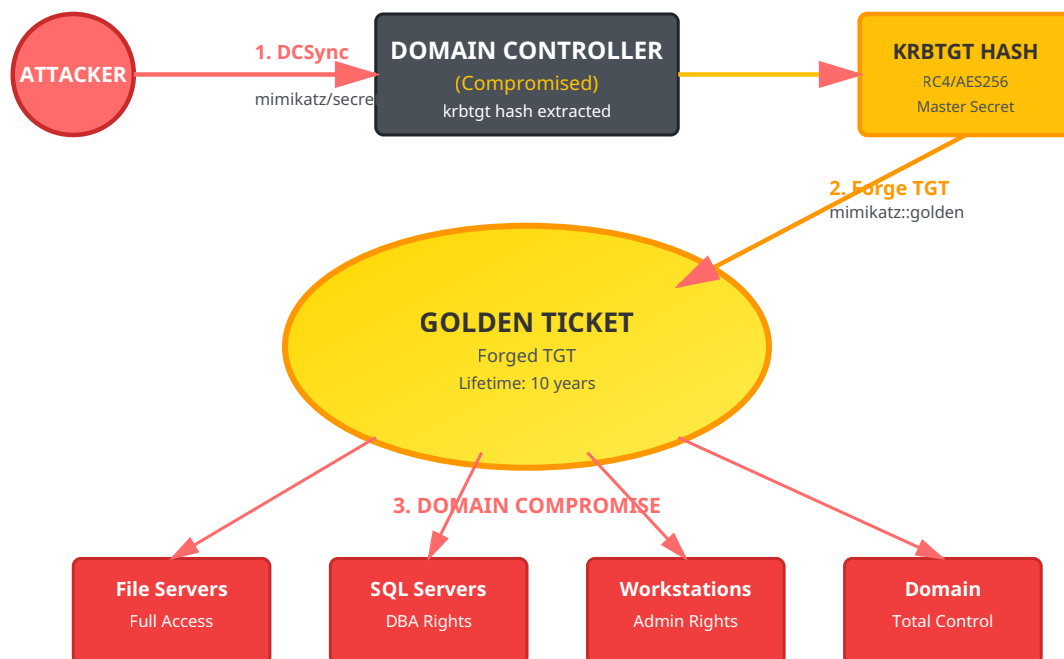 ATTACKER
1. DCSync
mimikatz/secre
DOMAIN CONTROLLER
(Compromised)
krbtgt hash extracted
KRBTGT HASH
RC4/AES256
Master Secret
2. Forge TGT
mimikatz::golden
GOLDEN TICKET
Forged TGT
Lifetime: 10 years
3. DOMAIN COMPROMISE
File Servers
Full Access
SQL Servers
DBA Rights
Workstations
Admin Rights
Domain
Total Control